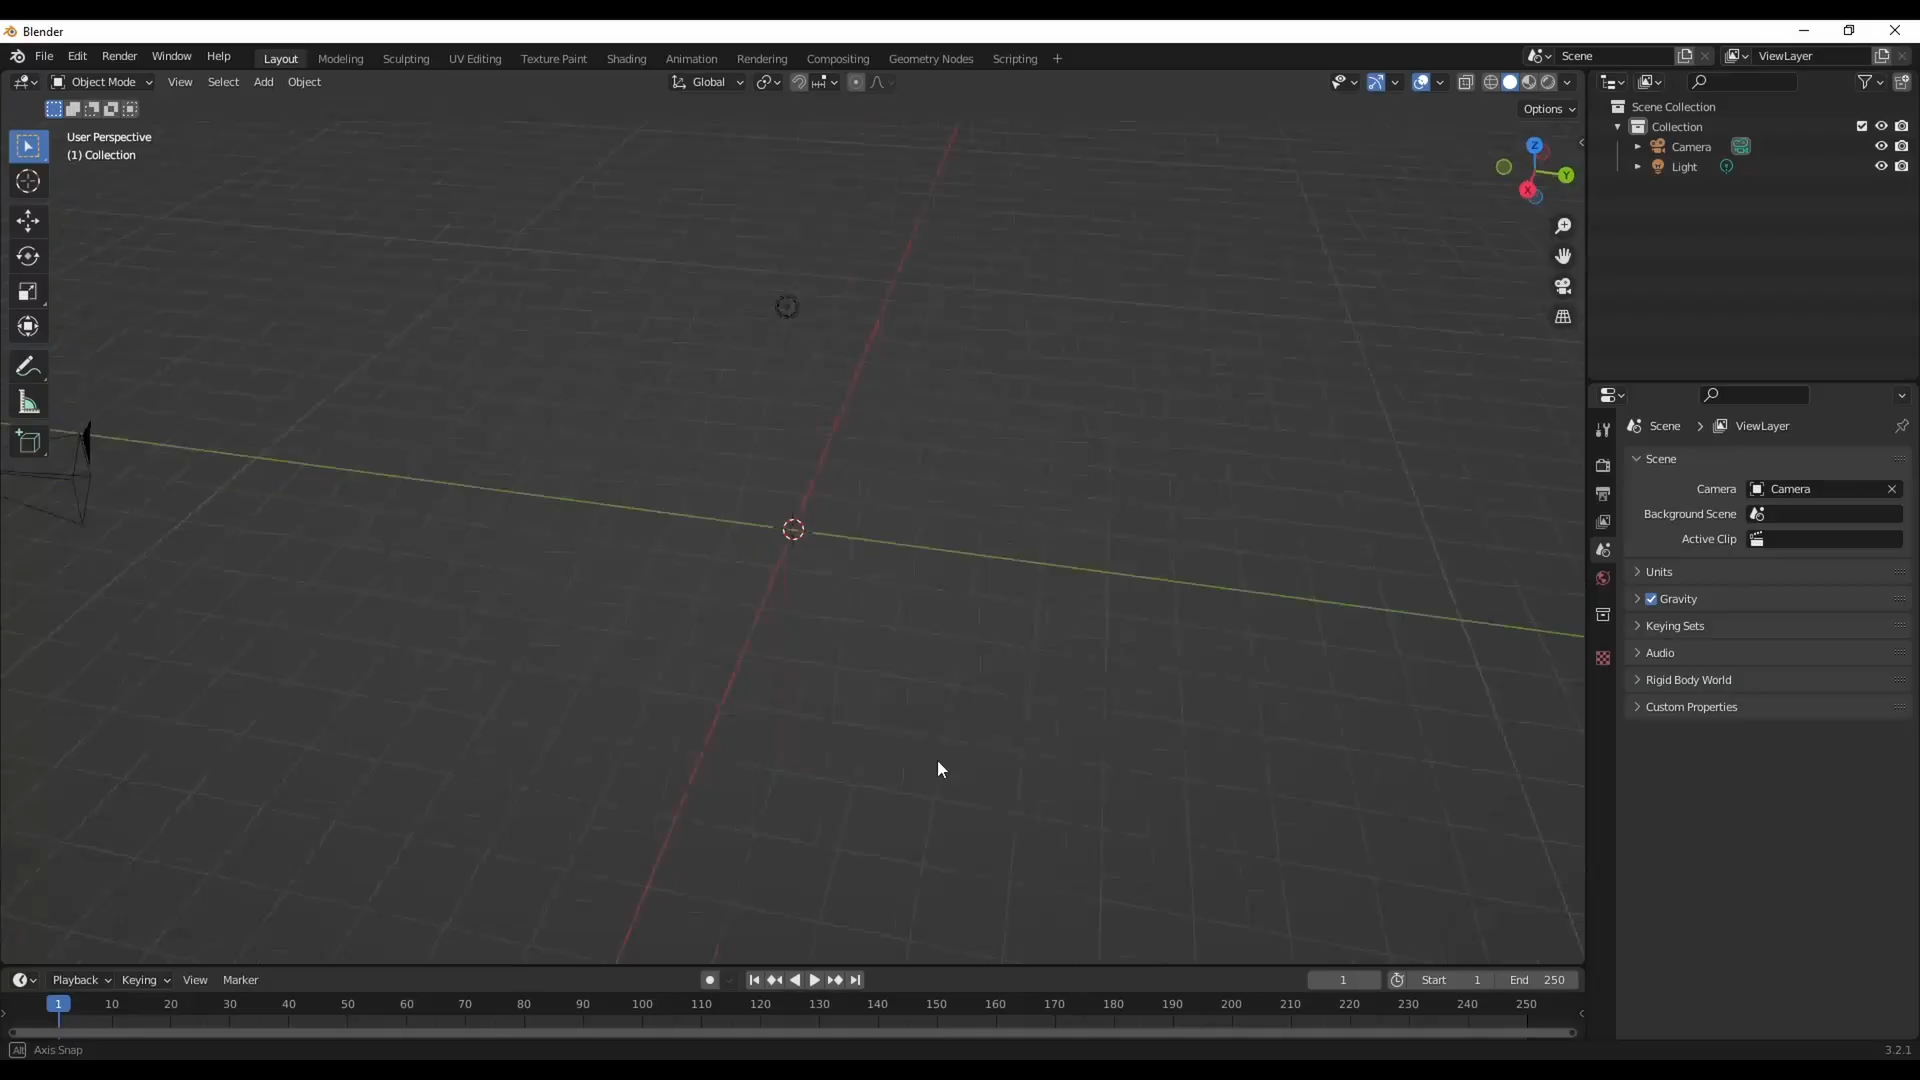 Blender
File Edit Render Window Help Layout Modeling Sculpting UV Editing Texture Paint Shading Animation Rendering Compositing Geometry Nodes Scripting + Scene ViewLayer
Object Mode View Select Add Object Global
Options
User Perspective
(1) Collection
Z
Y
X
Scene Collection
Collection
Camera
Light
Scene > ViewLayer
Scene
Camera Camera
Background Scene
Active Clip
Units
Gravity
Keying Sets
Audio
Rigid Body World
Custom Properties
Playback Keying View Marker 1 Start 1 End 250
1 10 20 30 40 50 60 70 80 90 100 110 120 130 140 150 160 170 180 190 200 210 220 230 240 250
Alt Axis Snap 3.2.1